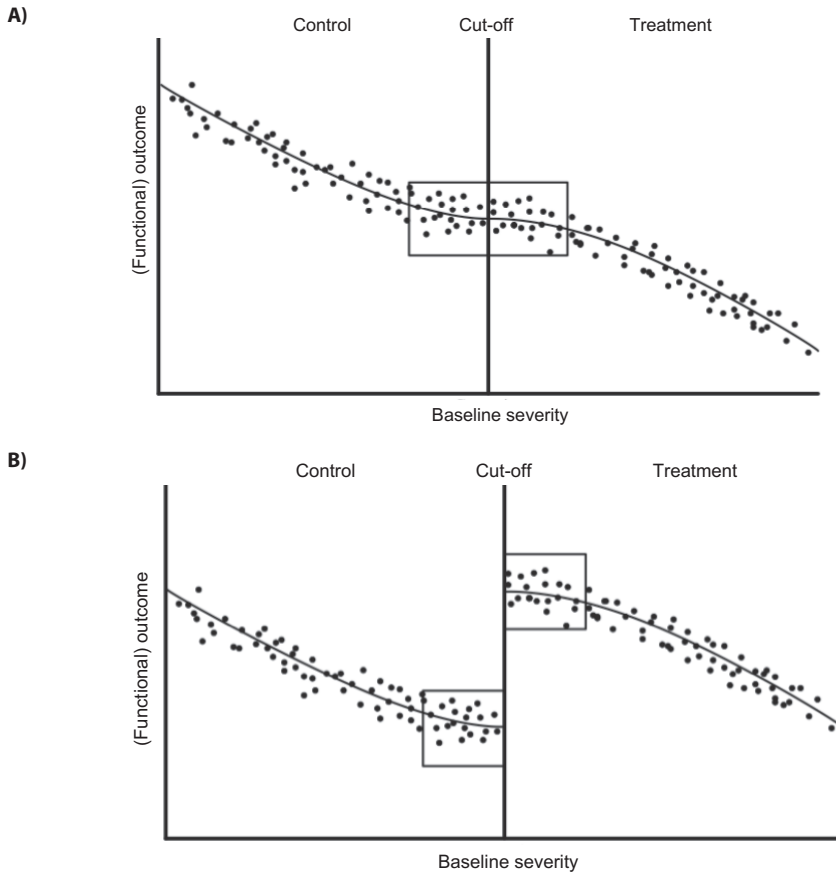 A)
Control Cut-off Treatment
(Functional) outcome
Baseline severity
B)
Control Cut-off Treatment
(Functional) outcome
Baseline severity